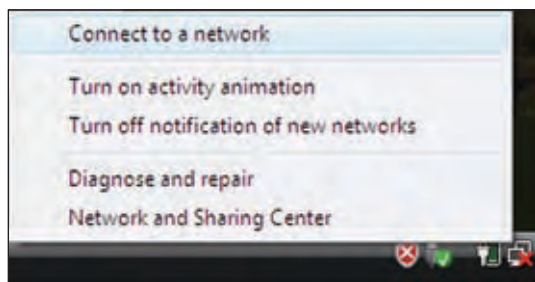 Connect to a network
Turn on activity animation
Turn off notification of new networks
Diagnose and repair
Network and Sharing Center